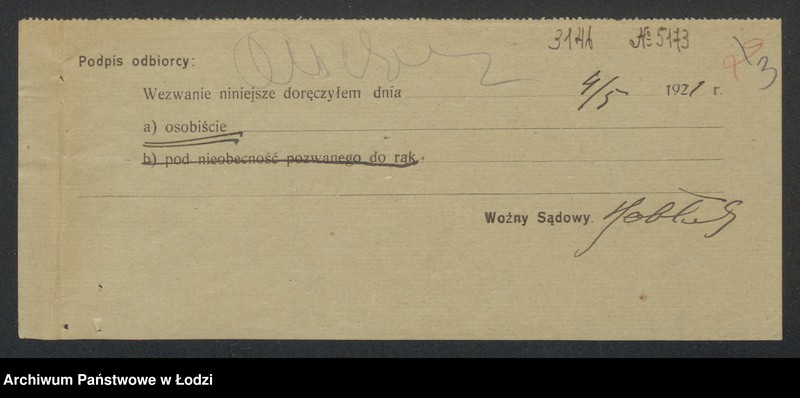 3144 № 5173
3
Podpis odbiorcy:
Wezwanie niniejsze doręczyłem dnia 4/5 1921 r.
a) osobiście
b) pod nieobecność pozwanego do rąk
Woźny Sądowy.
Archiwum Państwowe w Łodzi